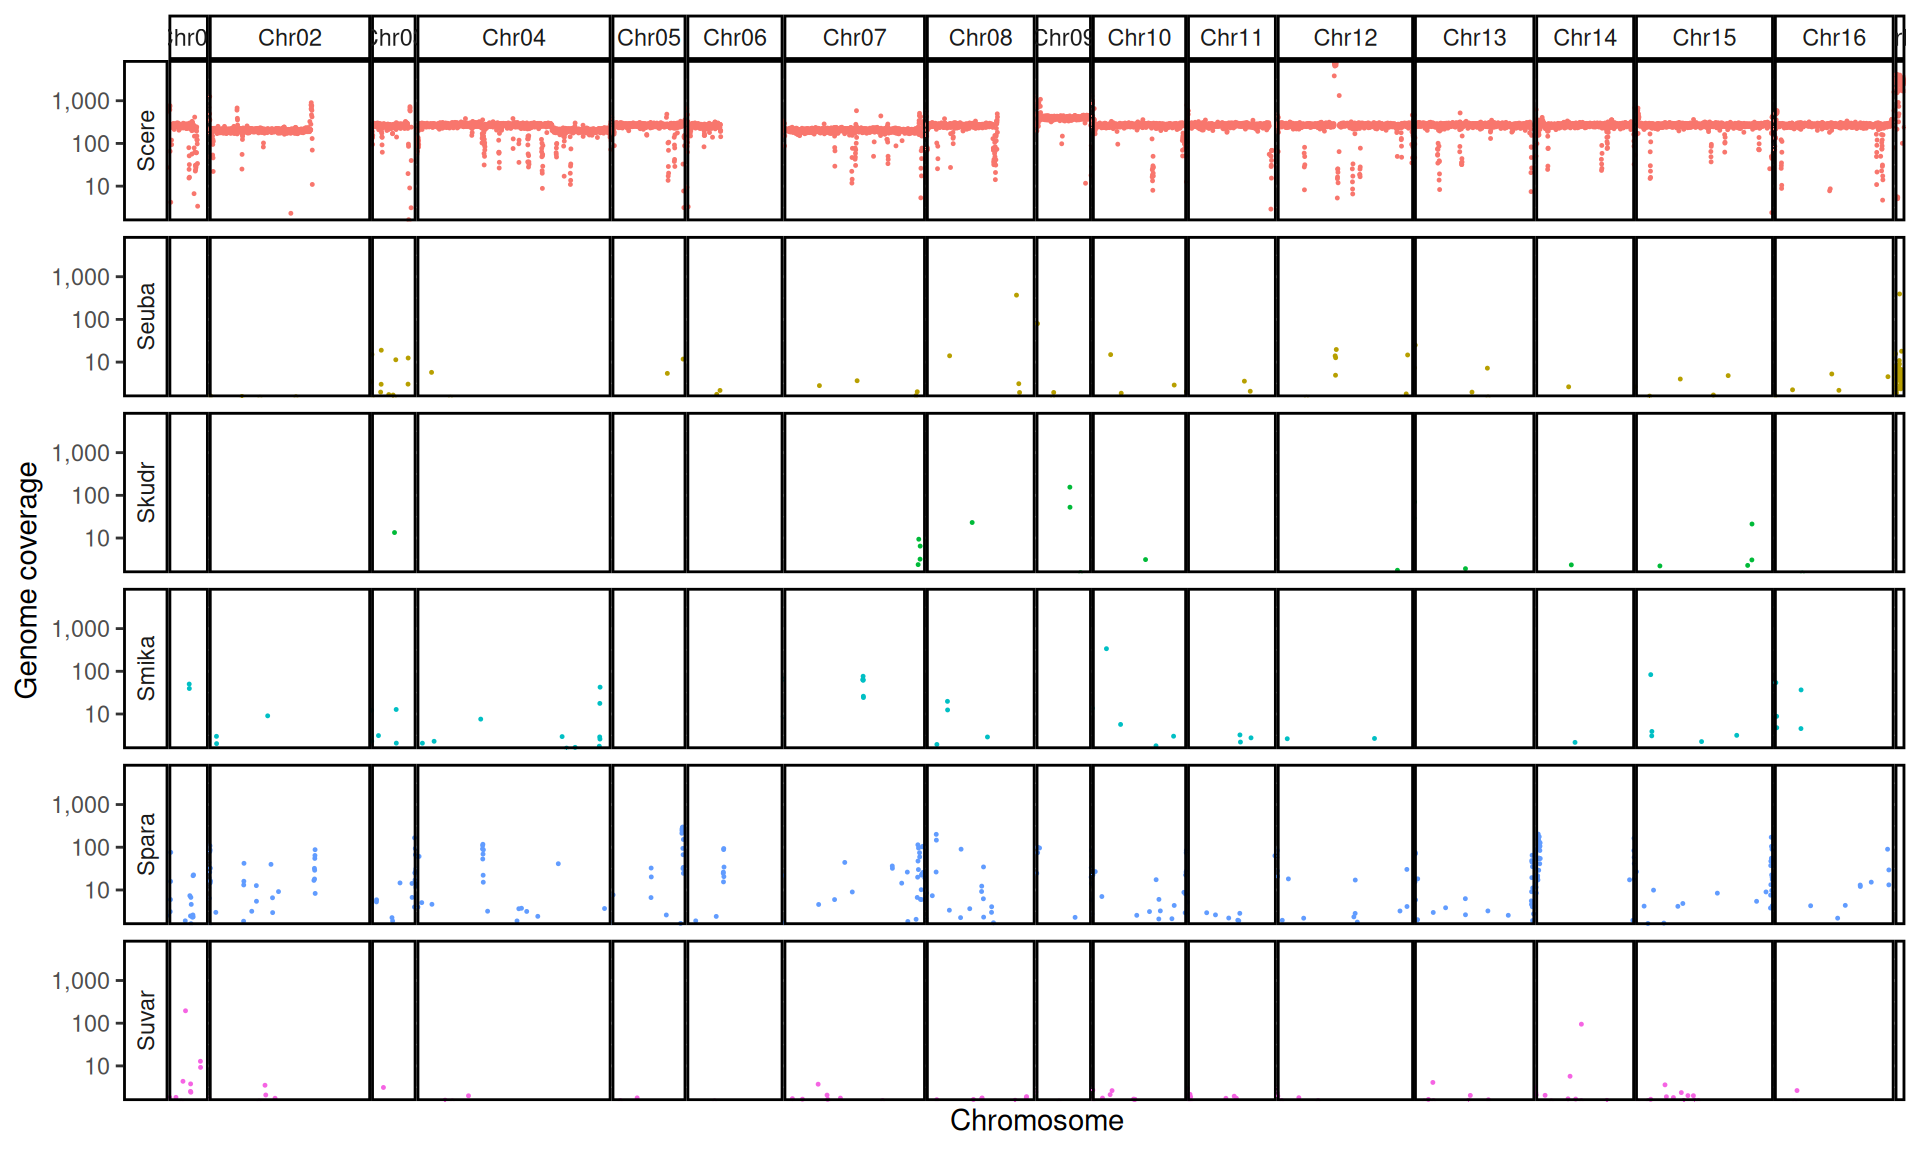 hr0 Chr02 Chr0 Chr04 Chr05 Chr06 Chr07 Chr08 Chr09 Chr10 Chr11 Chr12 Chr13 Chr14 Chr15 Chr16
Genome coverage
Scere
1,000
100
10
Seuba
1,000
100
10
Skudr
1,000
100
10
Smika
1,000
100
10
Spara
1,000
100
10
Suvar
1,000
100
10
Chromosome